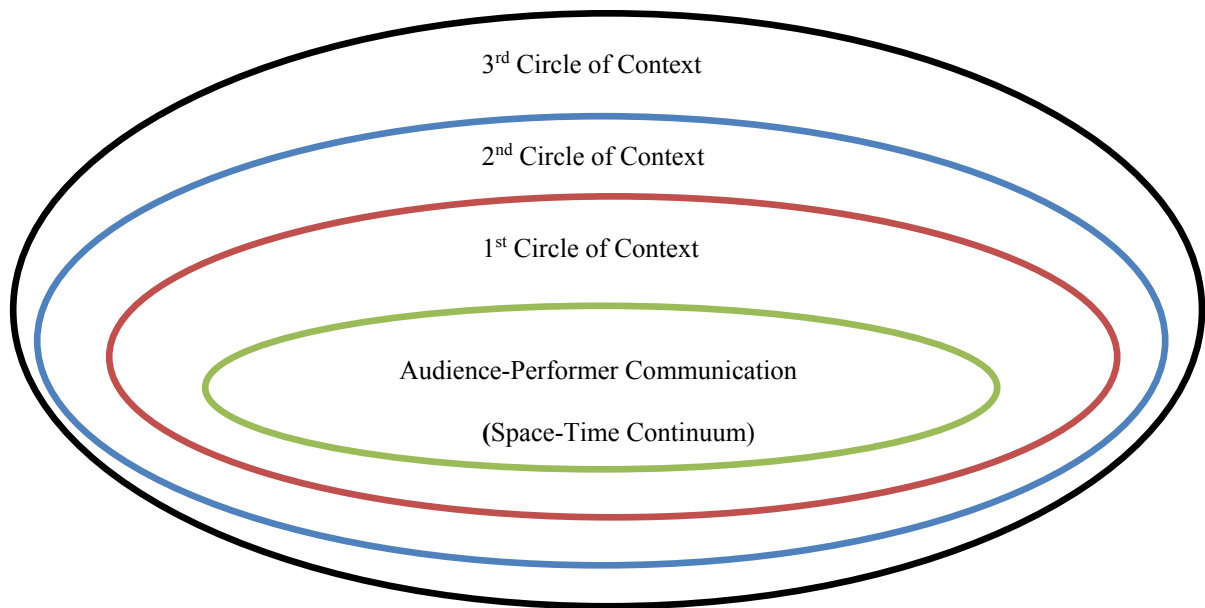 3rd Circle of Context
2nd Circle of Context
1st Circle of Context
Audience-Performer Communication
(Space-Time Continuum)